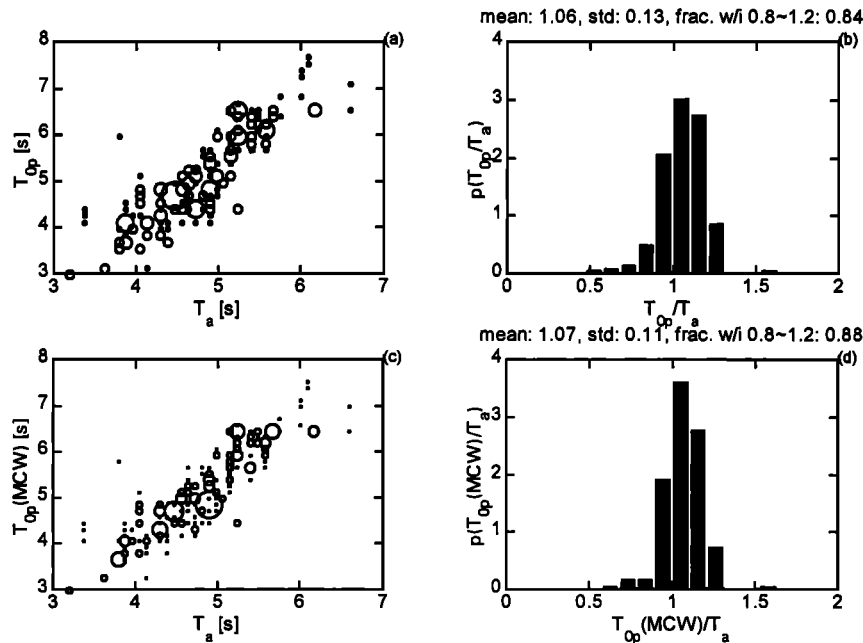 mean: 1.06, std: 0.13, frac. w/i 0.8~1.2: 0.84
(a)
8
7
6
5
4
3
T0p [s]
3 4 5 6 7
Ta [s]
(b)
4
3
2
1
0
p(T0p/Ta)
0 0.5 1 1.5 2
T0p/Ta
mean: 1.07, std: 0.11, frac. w/i 0.8~1.2: 0.88
(c)
8
7
6
5
4
3
T0p(MCW) [s]
3 4 5 6 7
Ta [s]
(d)
4
3
2
1
0
p(T0p(MCW)/Ta)
0 0.5 1 1.5 2
T0p(MCW)/Ta